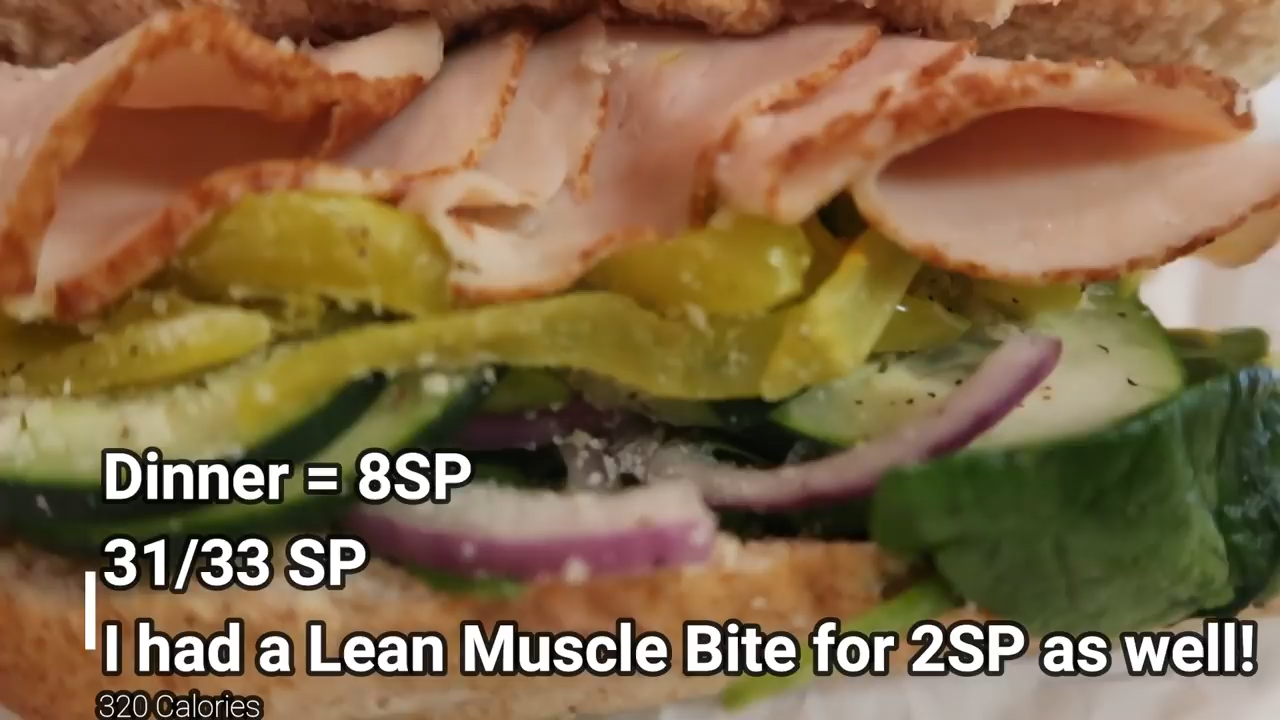 Dinner = 8SP
31/33 SP
I had a Lean Muscle Bite for 2SP as well!
320 Calories